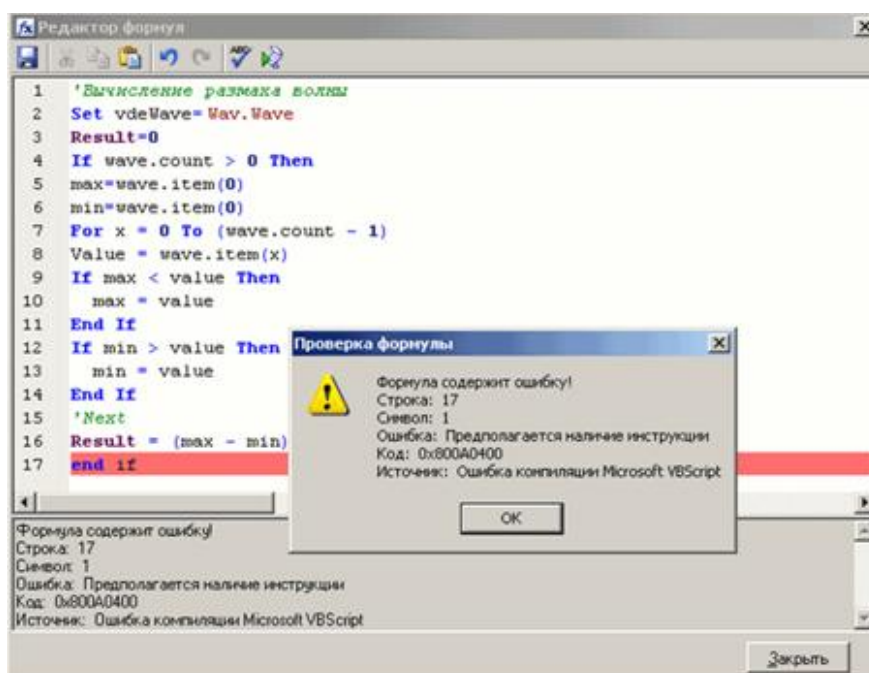 Редактор формул
ABC
1 'Вычисление размаха волны
2 Set vdeWave= Wav.Wave
3 Result=0
4 If wave.count > 0 Then
5 max=wave.item(0)
6 min=wave.item(0)
7 For x = 0 To (wave.count - 1)
8 Value = wave.item(x)
9 If max < value Then
10 max = value
11 End If
12 If min > value Then
13 min = value
14 End If
15 'Next
16 Result = (max - min)
17 end if
Проверка формулы
Формула содержит ошибку!
Строка: 17
Символ: 1
Ошибка: Предполагается наличие инструкции
Код: 0x800A0400
Источник: Ошибка компиляции Microsoft VBScript
OK
Формула содержит ошибку!
Строка: 17
Символ: 1
Ошибка: Предполагается наличие инструкции
Код: 0x800A0400
Источник: Ошибка компиляции Microsoft VBScript
Закрыть